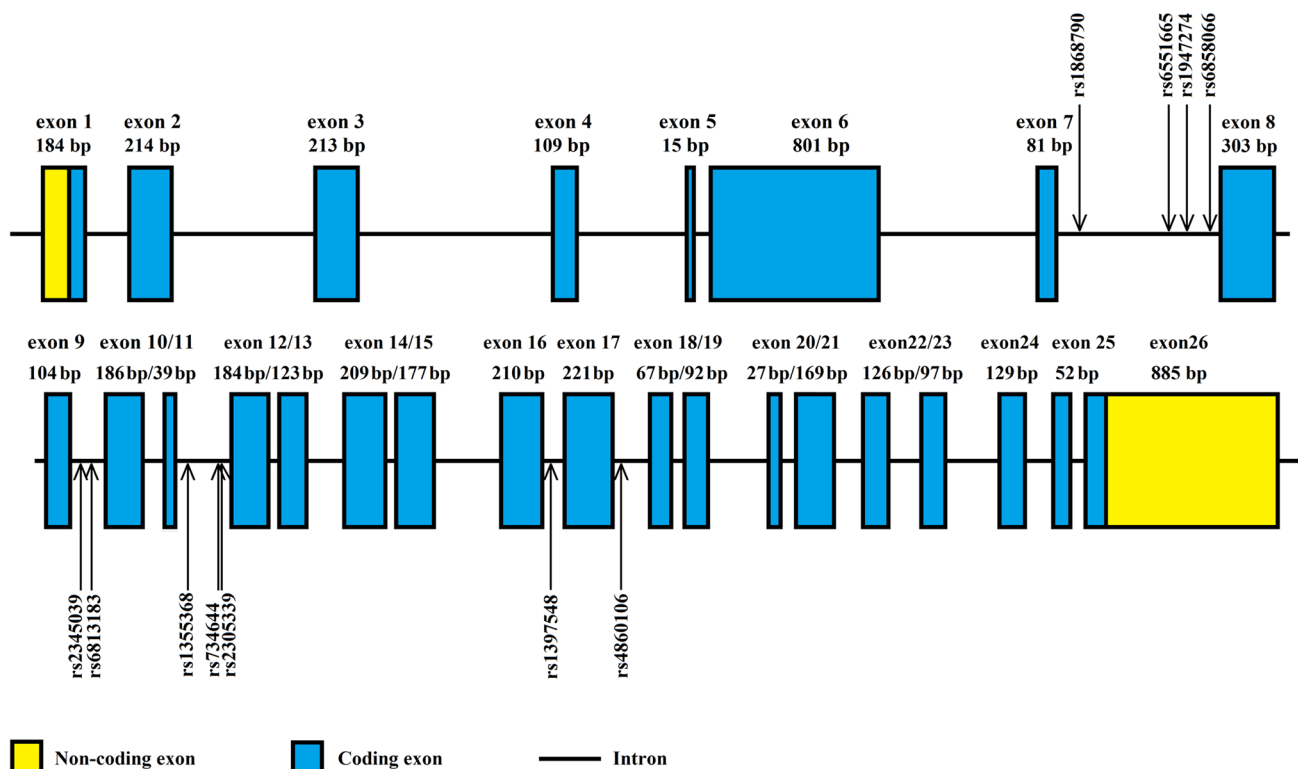 rs1868790
rs6551665
rs1947274
rs6858066
exon 1
184 bp
exon 2
214 bp
exon 3
213 bp
exon 4
109 bp
exon 5
15 bp
exon 6
801 bp
exon 7
81 bp
exon 8
303 bp
exon 9
104 bp
exon 10/11
186 bp/39 bp
exon 12/13
184 bp/123 bp
exon 14/15
209 bp/177 bp
exon 16
210 bp
exon 17
221 bp
exon 18/19
67 bp/92 bp
exon 20/21
27 bp/169 bp
exon22/23
126 bp/97 bp
exon24
129 bp
exon 25
52 bp
exon26
885 bp
rs2345039
rs6813183
rs1355368
rs734644
rs2305339
rs1397548
rs4860106
Non-coding exon
Coding exon
Intron